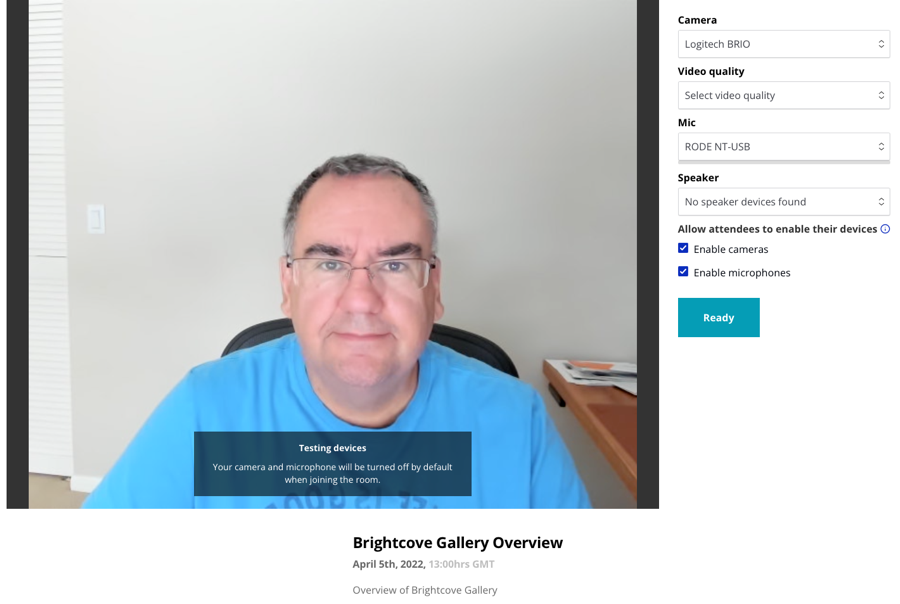 Camera
Logitech BRIO
Video quality
Select video quality
Mic
RODE NT-USB
Speaker
No speaker devices found
Allow attendees to enable their devices
Enable cameras
Enable microphones
Ready
Testing devices
Your camera and microphone will be turned off by default
when joining the room.
Brightcove Gallery Overview
April 5th, 2022, 13:00hrs GMT
Overview of Brightcove Gallery